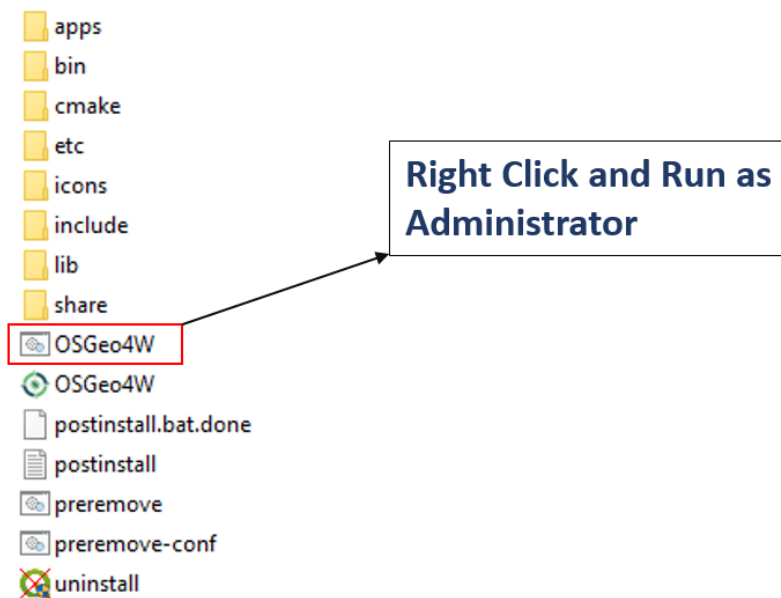 apps
bin
cmake
etc
icons
include
lib
share
OSGeo4W
OSGeo4W
postinstall.bat.done
postinstall
preremove
preremove-conf
uninstall
Right Click and Run as
Administrator